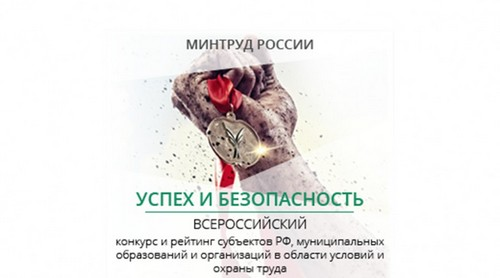 МИНТРУД РОССИИ
УСПЕХ И БЕЗОПАСНОСТЬ
ВСЕРОССИЙСКИЙ
конкурс и рейтинг субъектов РФ, муниципальных
образований и организаций в области условий и
охраны труда